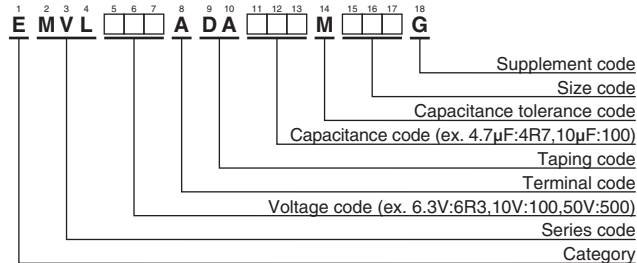 1 2 3 4 5 6 7 8 9 10 11 12 13 14 15 16 17 18
E M V L A D A M G
Supplement code
Size code
Capacitance tolerance code
Capacitance code (ex. 4.7µF:4R7,10µF:100)
Taping code
Terminal code
Voltage code (ex. 6.3V:6R3,10V:100,50V:500)
Series code
Category